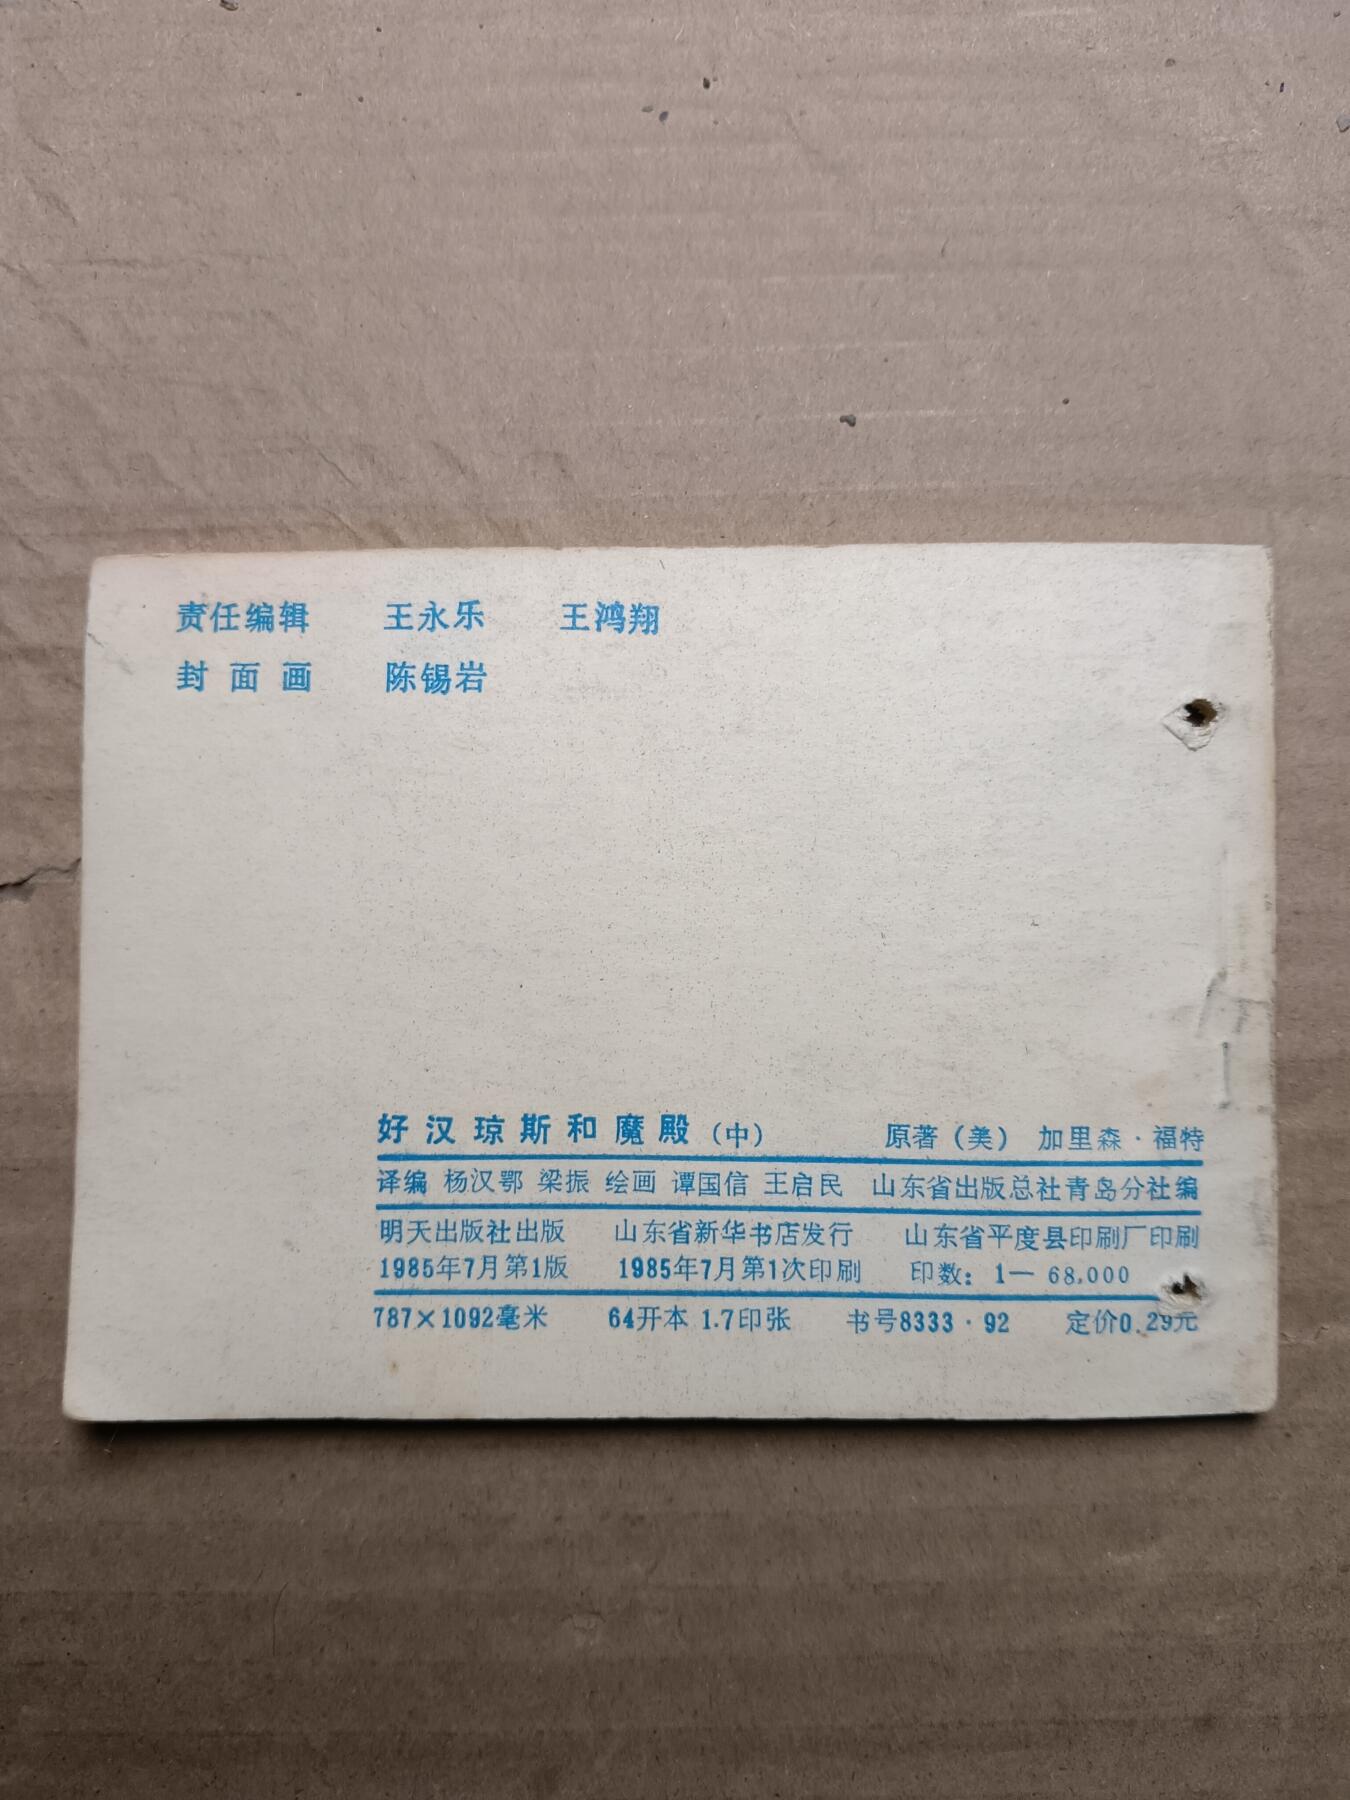 责任编辑 王永乐 王鸿翔
封面画 陈锡岩
好汉琼斯和魔殿（中） 原著（美） 加里森·福特
译编 杨汉鄂 梁振 绘画 谭国信 王启民 山东省出版总社青岛分社编
明天出版社出版 山东省新华书店发行 山东省平度县印刷厂印刷
1985年7月第1版 1985年7月第1次印刷 印数：1—68,000
787×1092毫米 64开本 1.7印张 书号8333·92 定价0.29元